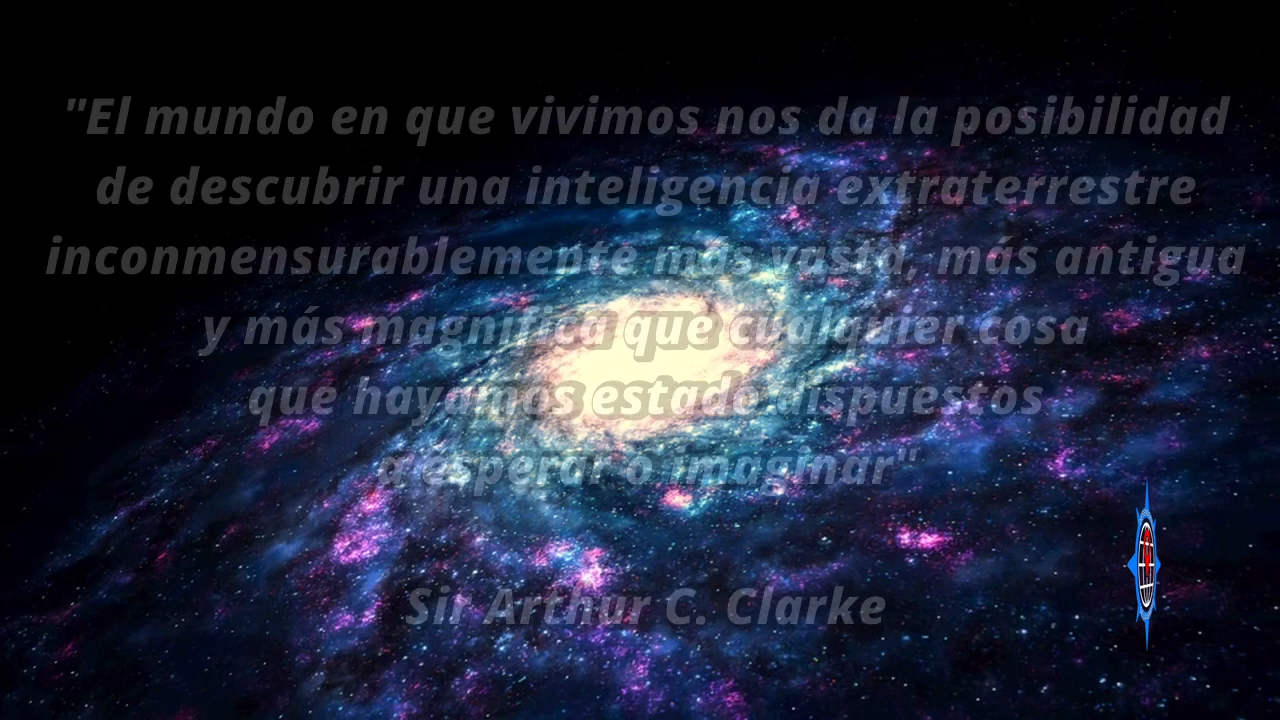 "El mundo en que vivimos nos da la posibilidad
de descubrir una inteligencia extraterrestre
inconmensurablemente más vasta, más antigua
y más magnífica que cualquier cosa
que hayamos estado dispuestos
a esperar o imaginar"
Sir Arthur C. Clarke